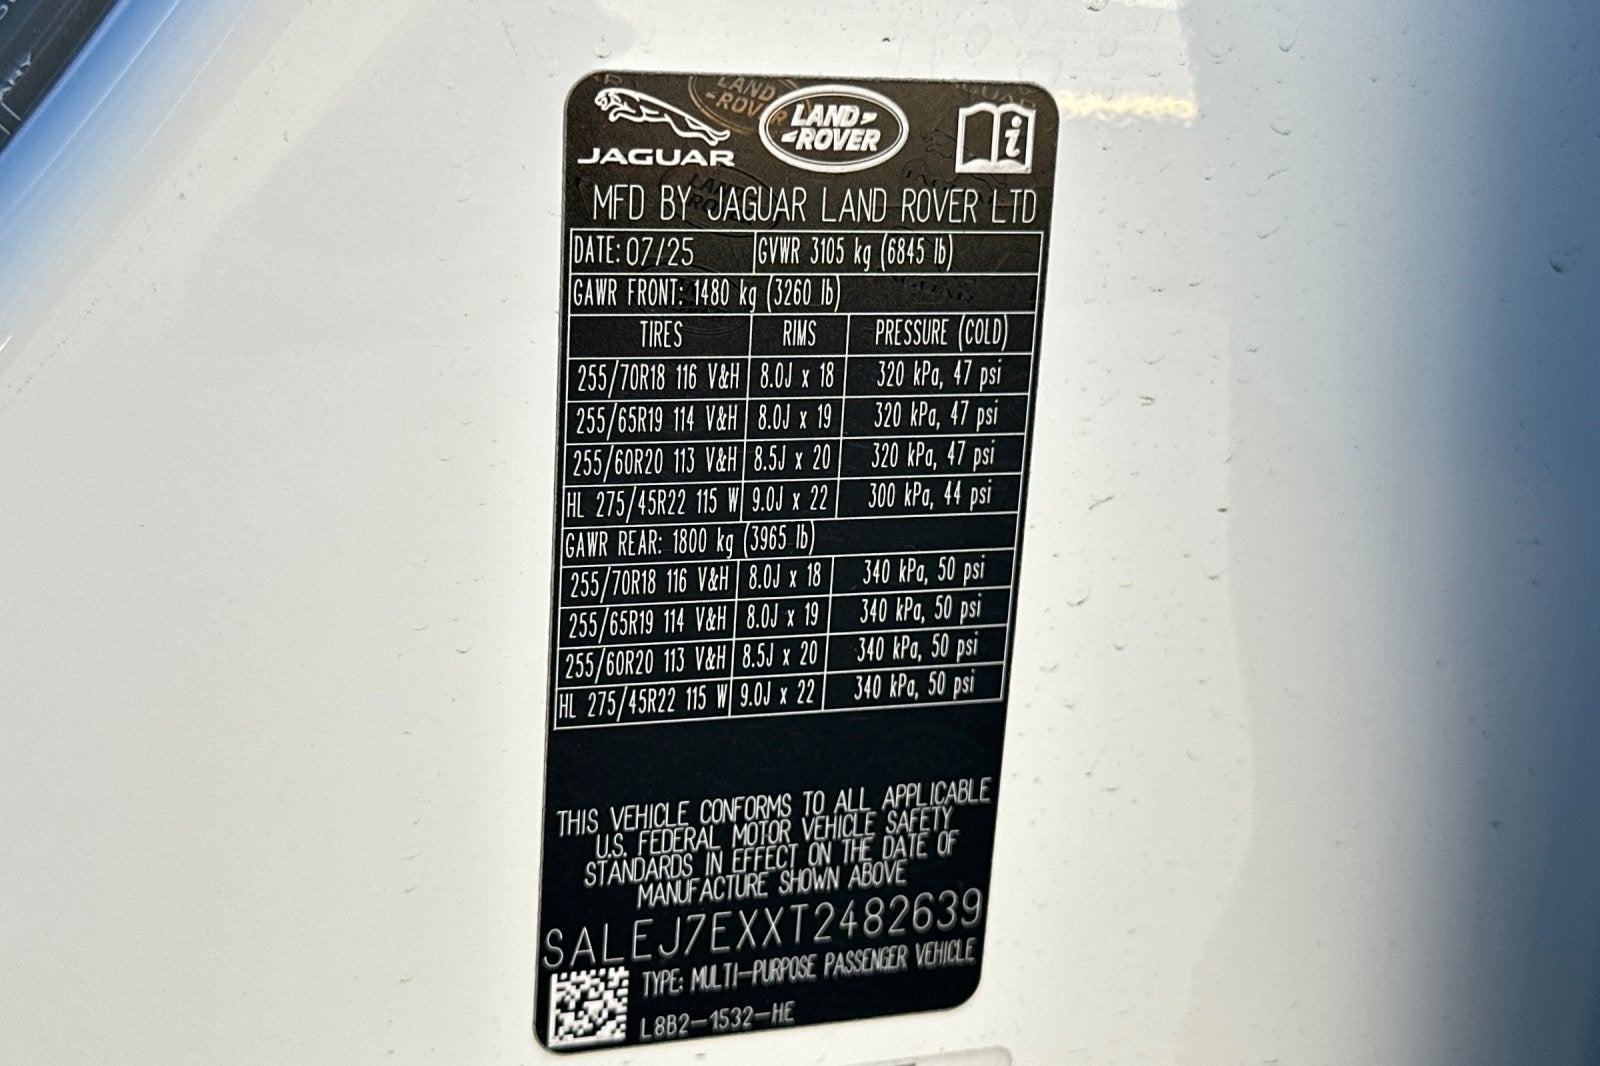 JAGUAR
LAND ROVER
i
MFD BY JAGUAR LAND ROVER LTD
DATE: 07/25 GVWR 3105 kg (6845 lb)
GAWR FRONT: 1480 kg (3260 lb)
TIRES RIMS PRESSURE (COLD)
255/70R18 116 V&H 8.0J x 18 320 kPa, 47 psi
255/65R19 114 V&H 8.0J x 19 320 kPa, 47 psi
255/60R20 113 V&H 8.5J x 20 320 kPa, 47 psi
HL 275/45R22 115 W 9.0J x 22 300 kPa, 44 psi
GAWR REAR: 1800 kg (3965 lb)
255/70R18 116 V&H 8.0J x 18 340 kPa, 50 psi
255/65R19 114 V&H 8.0J x 19 340 kPa, 50 psi
255/60R20 113 V&H 8.5J x 20 340 kPa, 50 psi
HL 275/45R22 115 W 9.0J x 22 340 kPa, 50 psi
THIS VEHICLE CONFORMS TO ALL APPLICABLE
U.S. FEDERAL MOTOR VEHICLE SAFETY
STANDARDS IN EFFECT ON THE DATE OF
MANUFACTURE SHOWN ABOVE
SALEJ7EXXT2482639
TYPE: MULTI-PURPOSE PASSENGER VEHICLE
L8B2-1532-HE